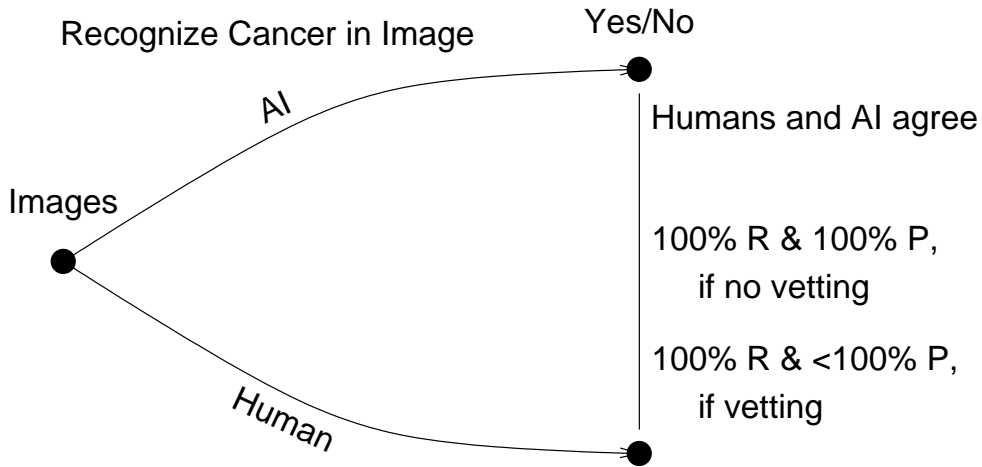 Recognize Cancer in Image
Yes/No
AI
Humans and AI agree
Images
100% R & 100% P,
if no vetting
100% R & <100% P,
if vetting
Human